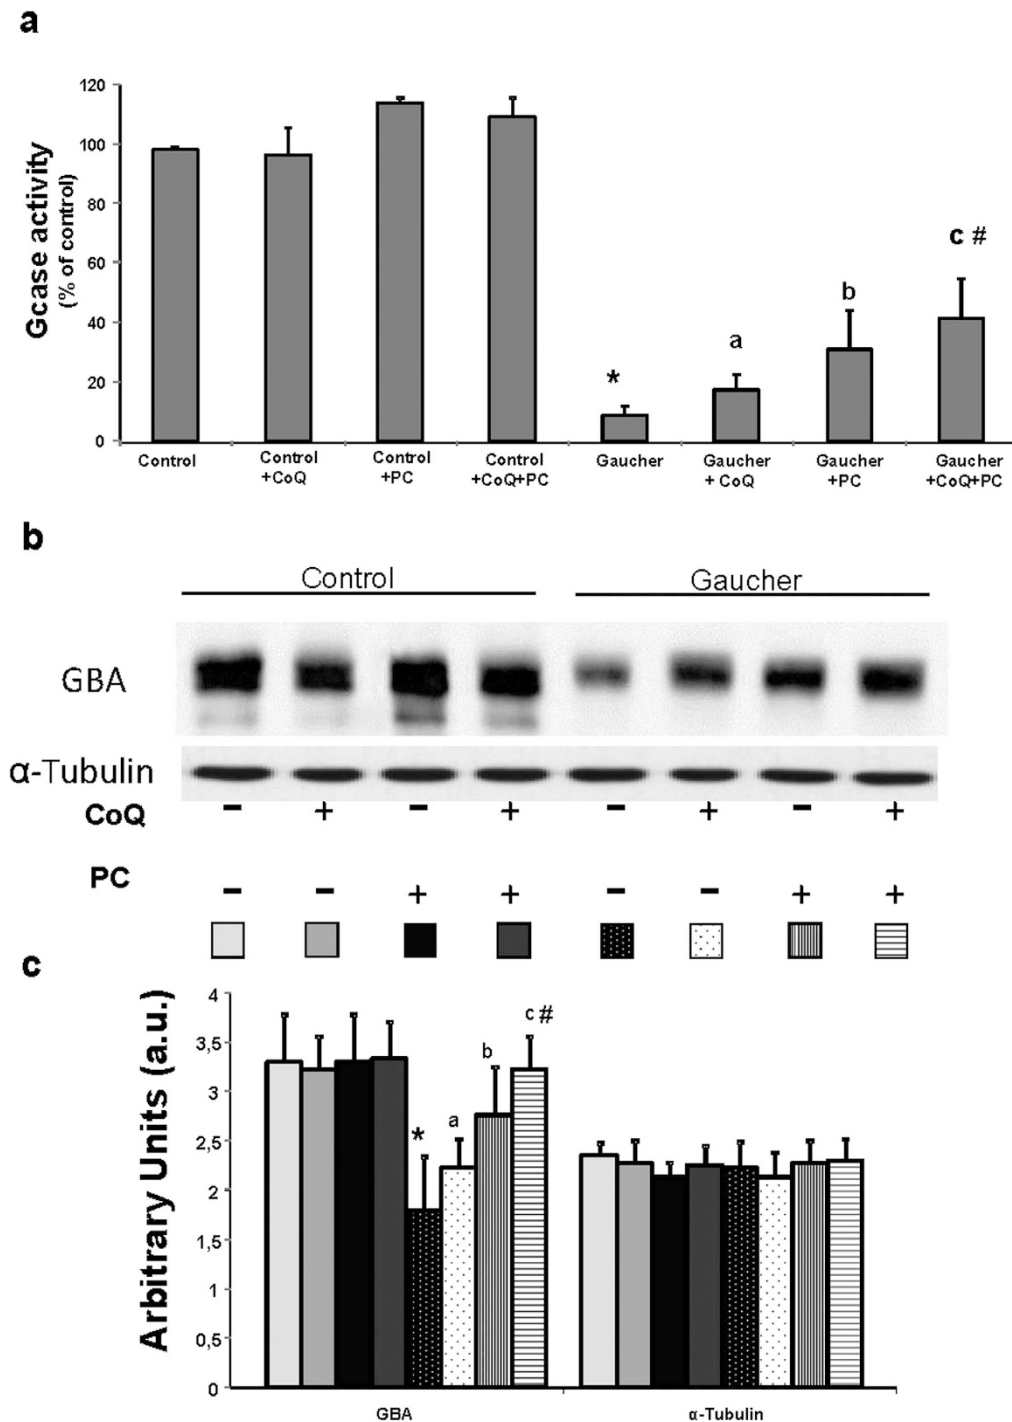 a
Gcase activity
(% of control)
120
100
80
60
40
20
0
*
a
b
c #
Control
Control
+CoQ
Control
+PC
Control
+CoQ+PC
Gaucher
Gaucher
+ CoQ
Gaucher
+PC
Gaucher
+CoQ+PC
b
Control Gaucher
GBA
α-Tubulin
CoQ − + − + − + − +
PC − − + + − − + +
c
Arbitrary Units (a.u.)
4
3,5
3
2,5
2
1,5
1
0,5
0
*
a
b
c #
GBA α-Tubulin